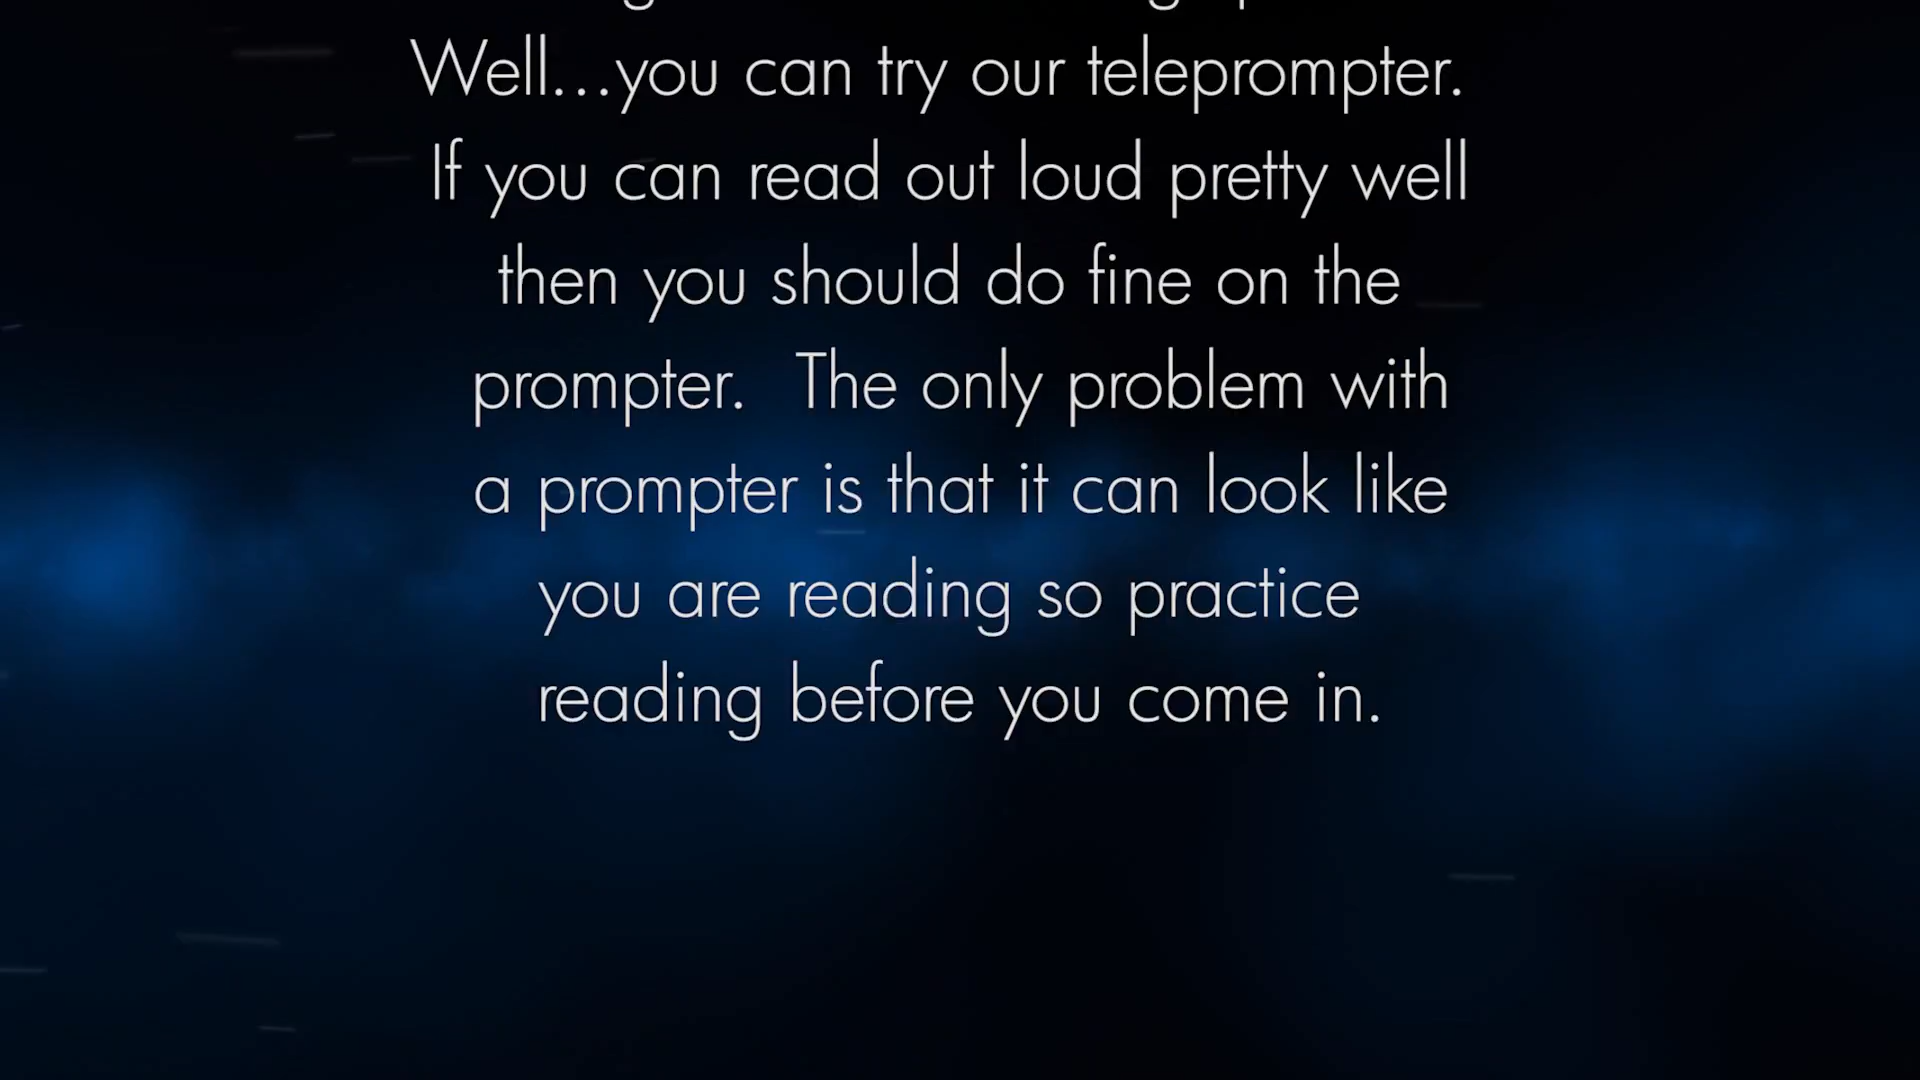 Well...you can try our teleprompter.
If you can read out loud pretty well
then you should do fine on the
prompter.  The only problem with
a prompter is that it can look like
you are reading so practice
reading before you come in.